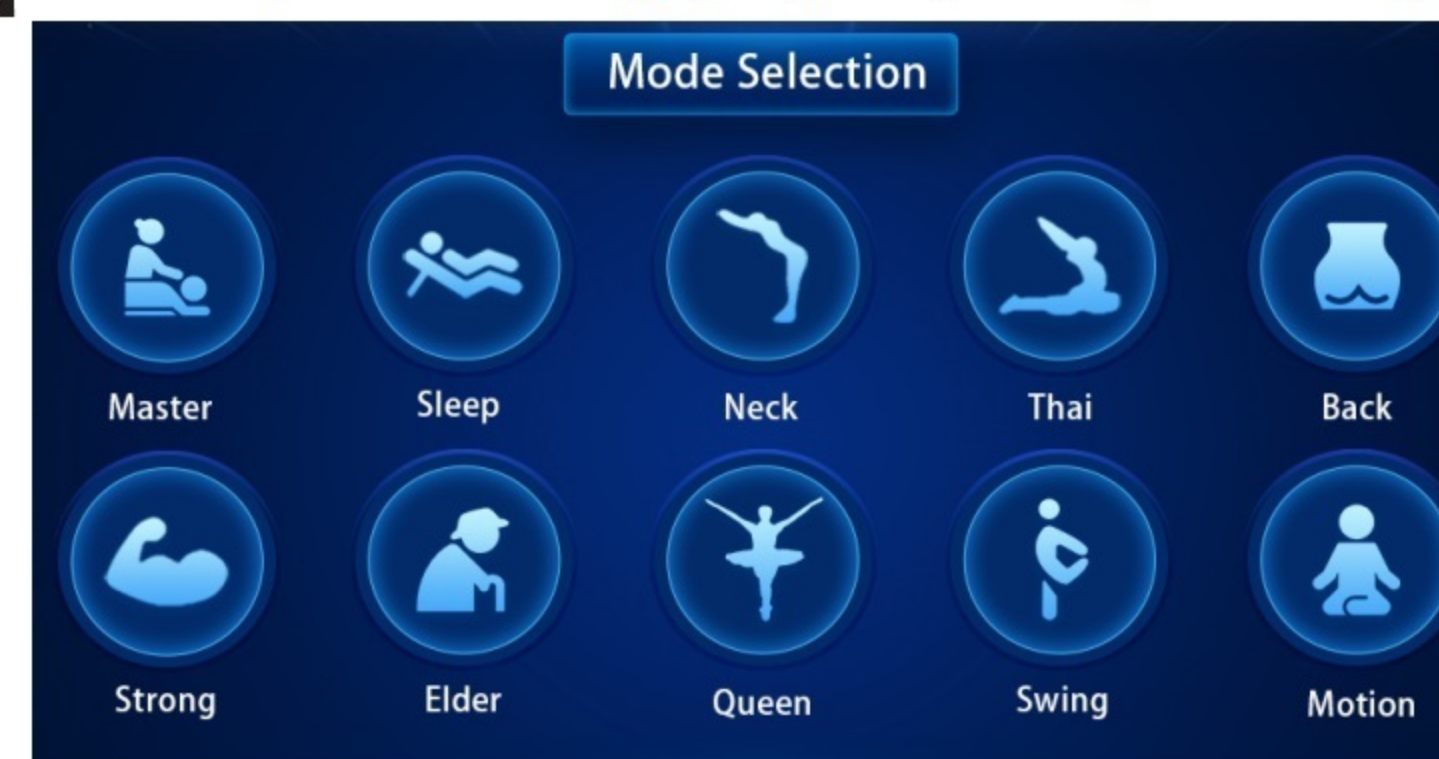 Mode Selection
Master
Sleep
Neck
Thai
Back
Strong
Elder
Queen
Swing
Motion